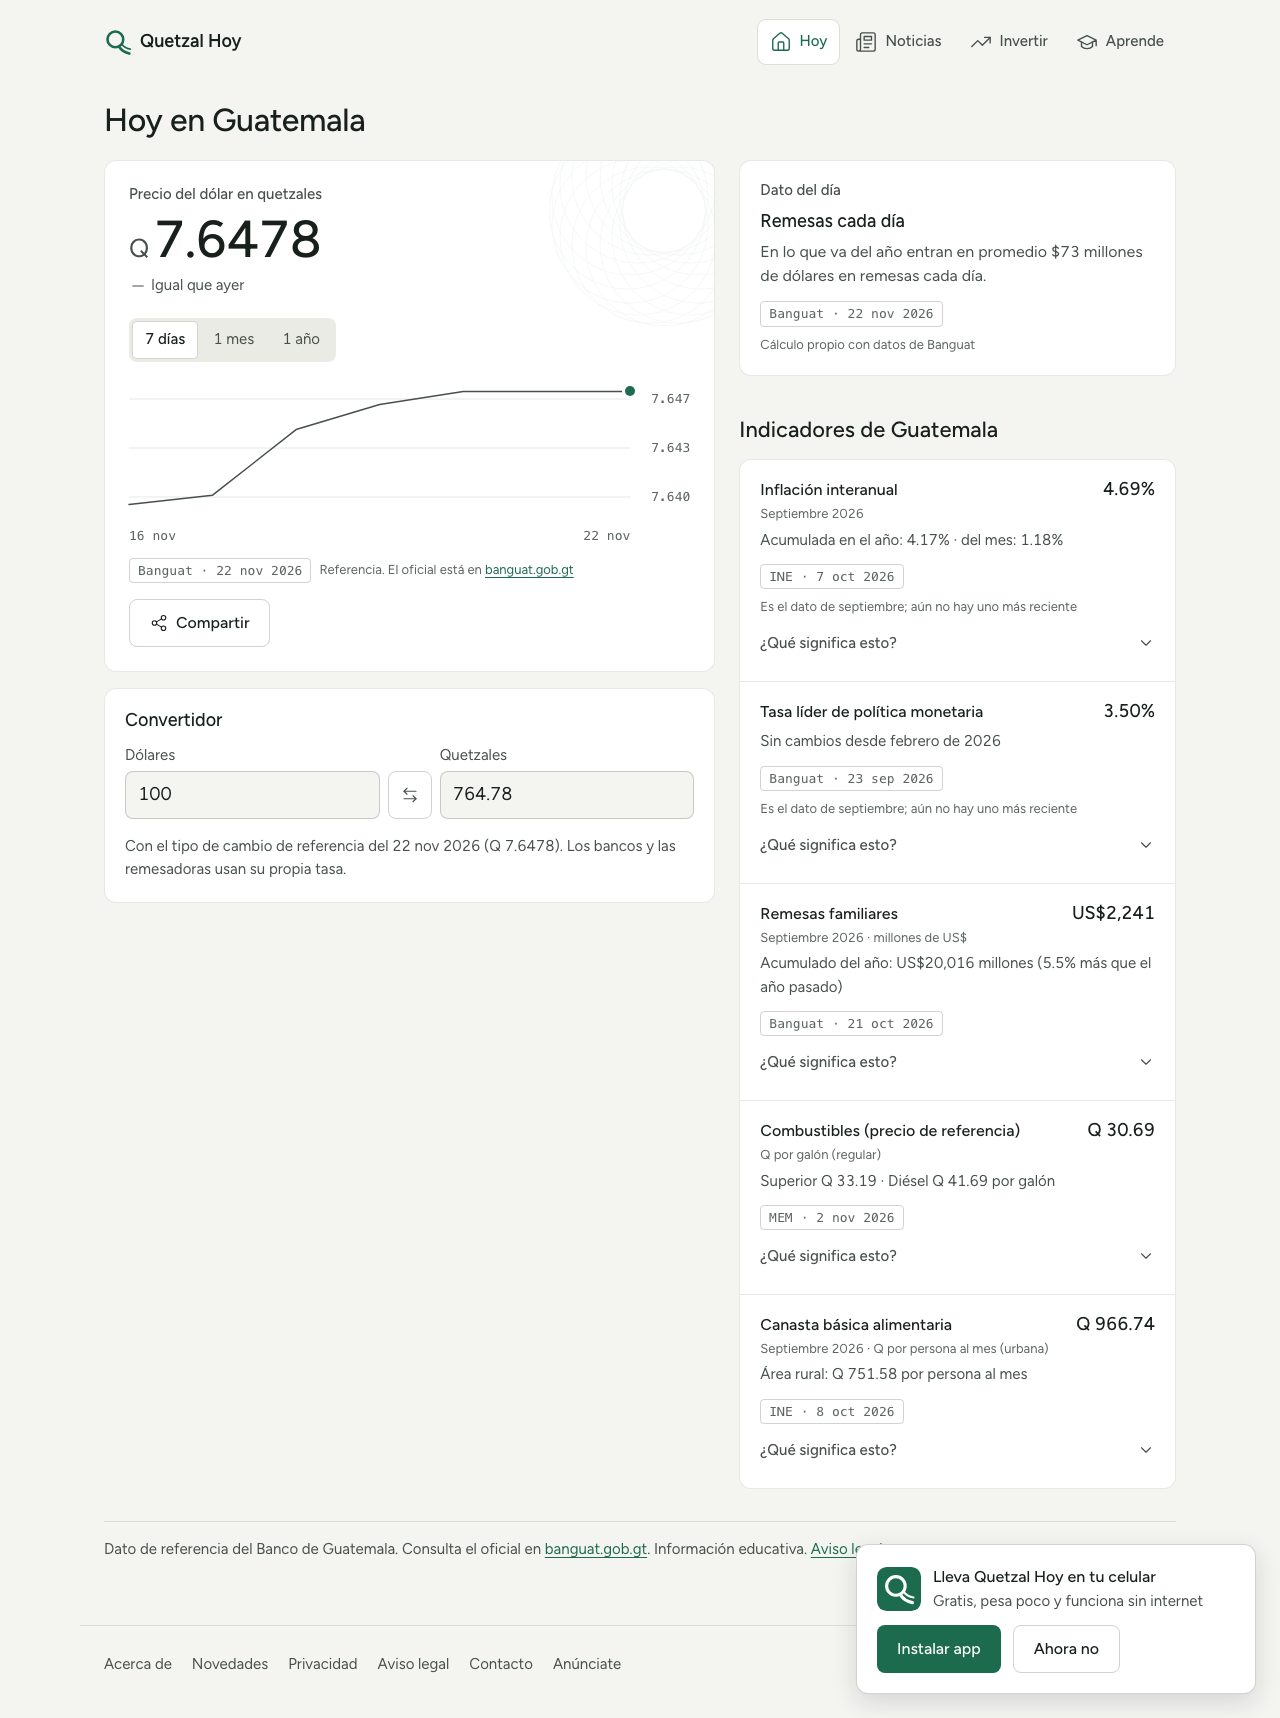 Quetzal Hoy
Hoy
Noticias
Invertir
Aprende
Hoy en Guatemala
Precio del dólar en quetzales
Q 7.6478
— Igual que ayer
7 días
1 mes
1 año
7.647
7.643
7.640
16 nov
22 nov
Banguat · 22 nov 2026
Referencia. El oficial está en banguat.gob.gt
Compartir
Convertidor
Dólares
Quetzales
100
764.78
Con el tipo de cambio de referencia del 22 nov 2026 (Q 7.6478). Los bancos y las
remesadoras usan su propia tasa.
Dato del día
Remesas cada día
En lo que va del año entran en promedio $73 millones
de dólares en remesas cada día.
Banguat · 22 nov 2026
Cálculo propio con datos de Banguat
Indicadores de Guatemala
Inflación interanual
4.69%
Septiembre 2026
Acumulada en el año: 4.17% · del mes: 1.18%
INE · 7 oct 2026
Es el dato de septiembre; aún no hay uno más reciente
¿Qué significa esto?
Tasa líder de política monetaria
3.50%
Sin cambios desde febrero de 2026
Banguat · 23 sep 2026
Es el dato de septiembre; aún no hay uno más reciente
¿Qué significa esto?
Remesas familiares
US$2,241
Septiembre 2026 · millones de US$
Acumulado del año: US$20,016 millones (5.5% más que el
año pasado)
Banguat · 21 oct 2026
¿Qué significa esto?
Combustibles (precio de referencia)
Q 30.69
Q por galón (regular)
Superior Q 33.19 · Diésel Q 41.69 por galón
MEM · 2 nov 2026
¿Qué significa esto?
Canasta básica alimentaria
Q 966.74
Septiembre 2026 · Q por persona al mes (urbana)
Área rural: Q 751.58 por persona al mes
INE · 8 oct 2026
¿Qué significa esto?
Dato de referencia del Banco de Guatemala. Consulta el oficial en banguat.gob.gt. Información educativa. Aviso
Lleva Quetzal Hoy en tu celular
Gratis, pesa poco y funciona sin internet
Instalar app
Ahora no
Acerca de
Novedades
Privacidad
Aviso legal
Contacto
Anúnciate